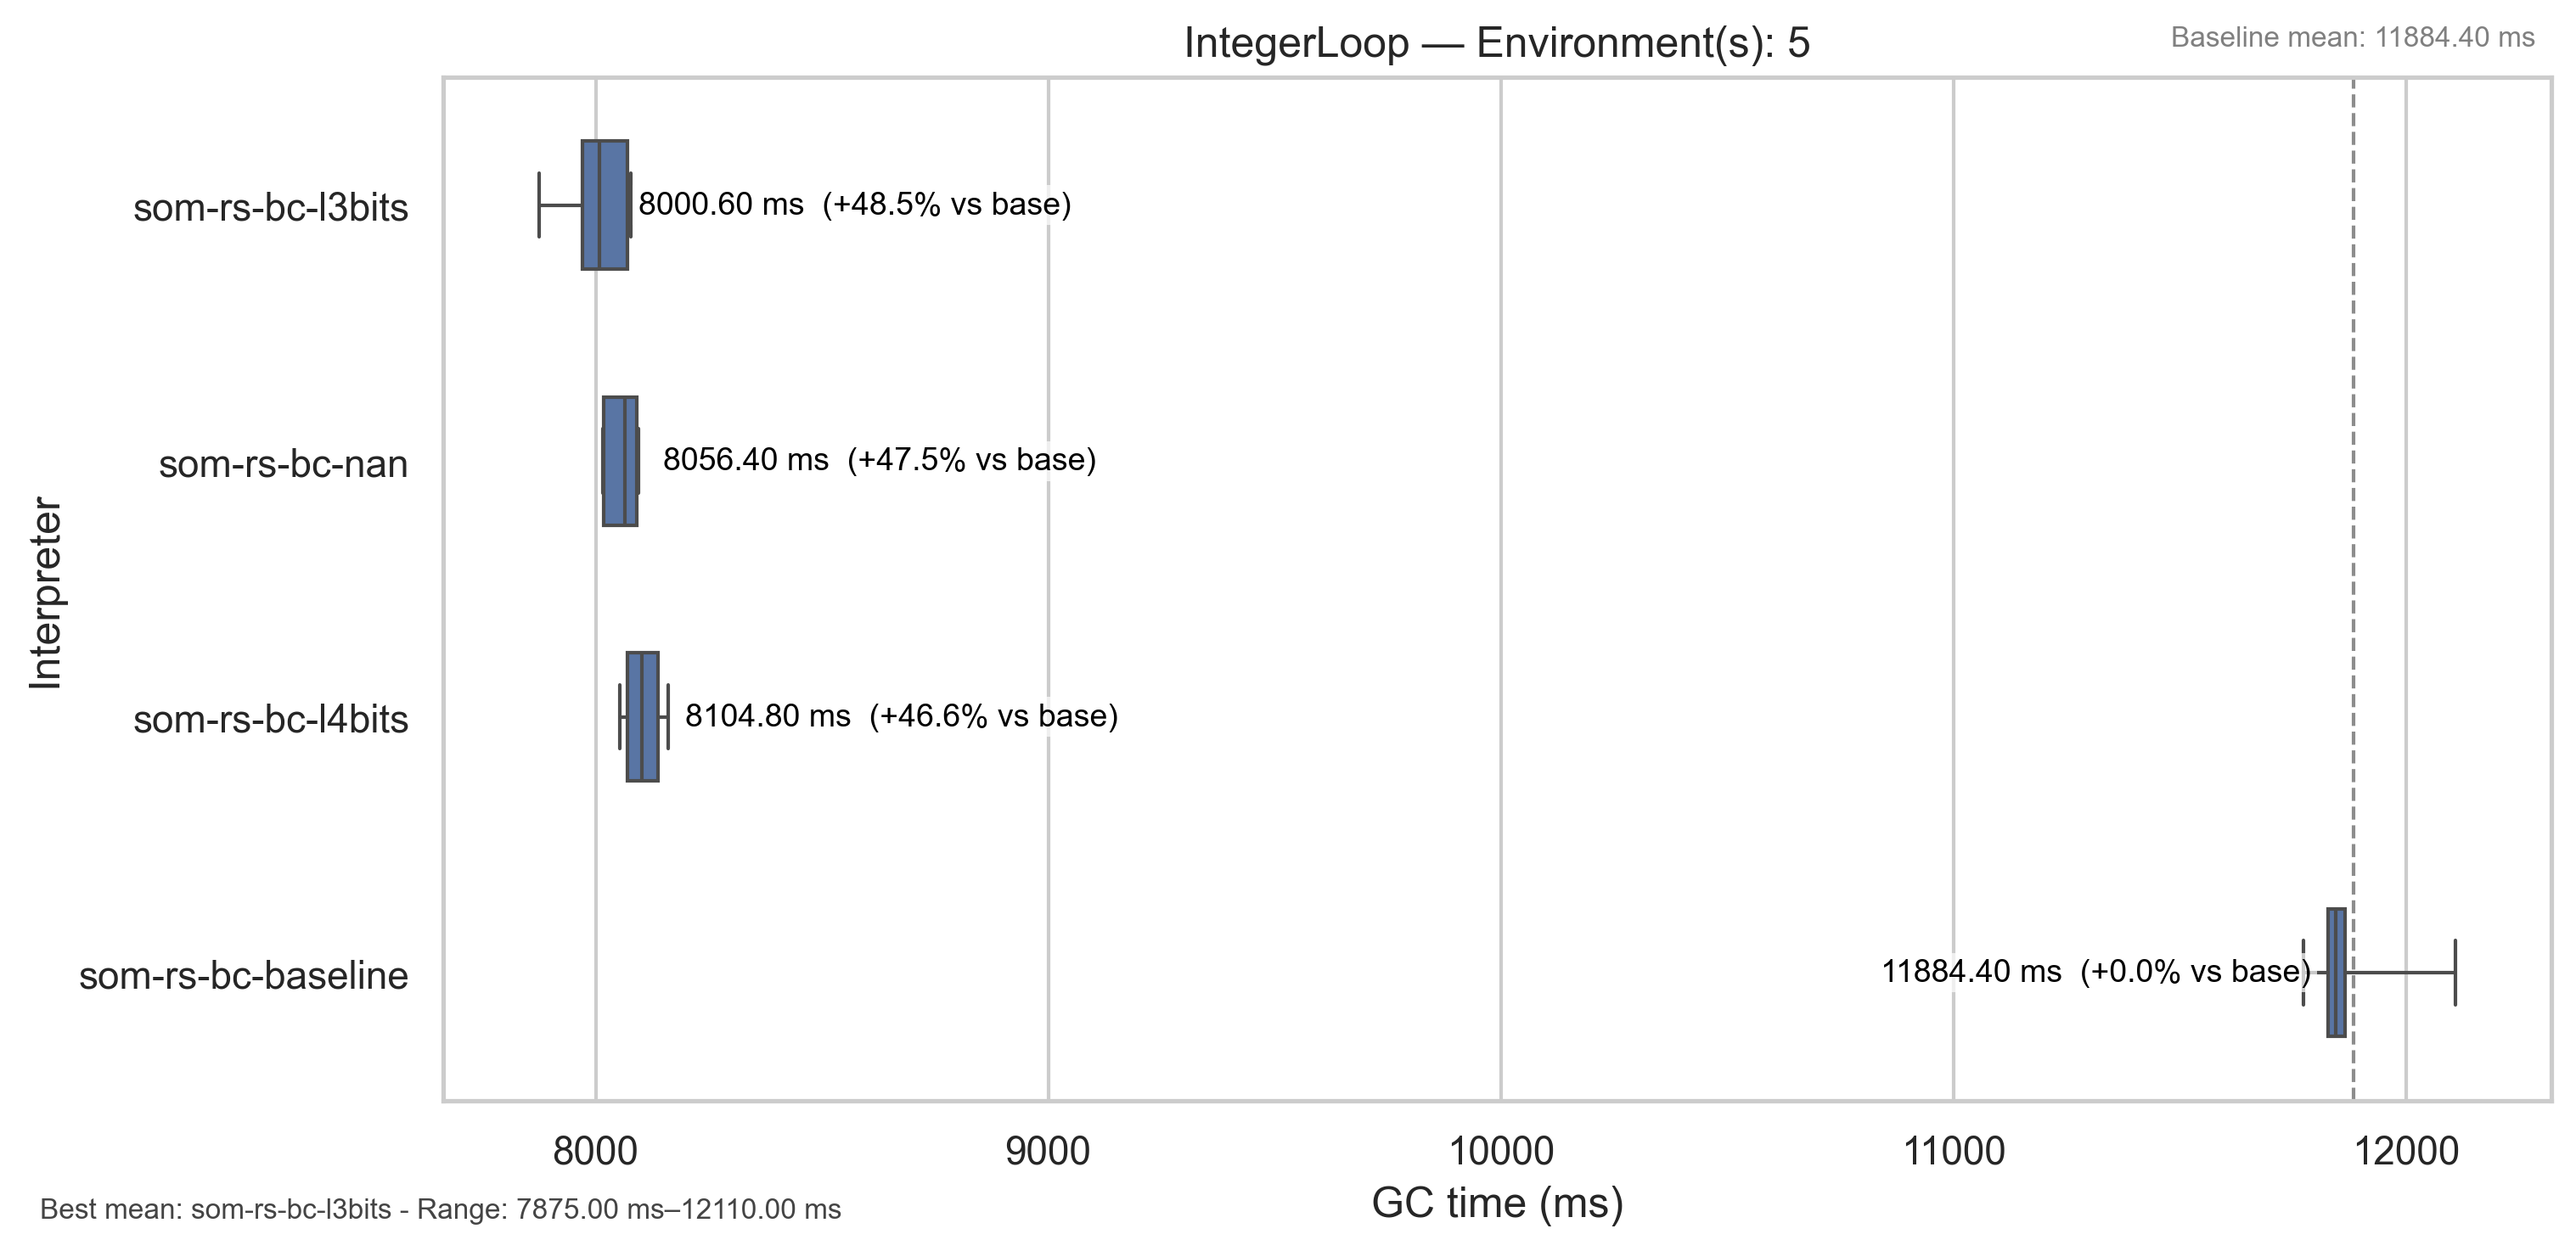 IntegerLoop — Environment(s): 5
Baseline mean: 11884.40 ms
Interpreter
som-rs-bc-l3bits
8000.60 ms (+48.5% vs base)
som-rs-bc-nan
8056.40 ms (+47.5% vs base)
som-rs-bc-l4bits
8104.80 ms (+46.6% vs base)
som-rs-bc-baseline
11884.40 ms (+0.0% vs base)
8000 9000 10000 11000 12000
GC time (ms)
Best mean: som-rs-bc-l3bits - Range: 7875.00 ms–12110.00 ms